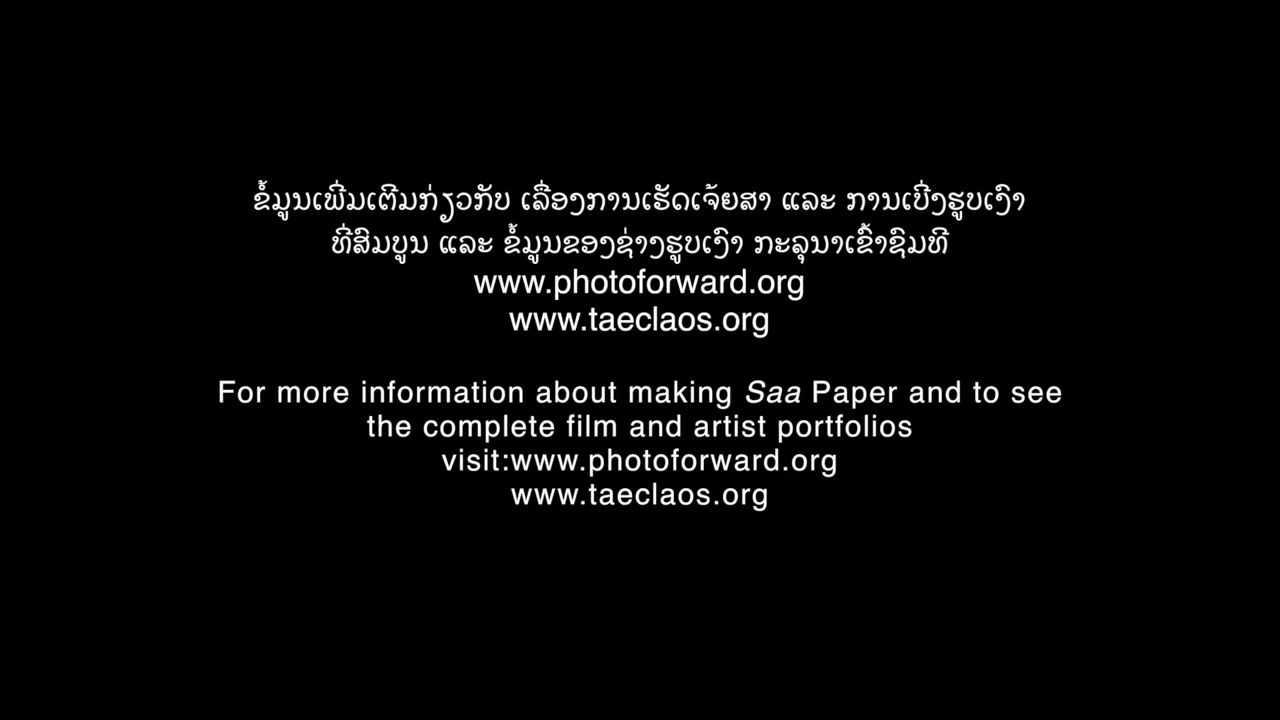 ຂໍ້ມູນເພີ່ມເຕີມກ່ຽວກັບ ເລື່ອງການເຮັດເຈ້ຍສາ ແລະ ການເບີ່ງຮູບເງົາ
ທີ່ສົມບູນ ແລະ ຂໍ້ມູນຂອງຊ່າງຮູບເງົາ ກະລຸນາເຂົ້າຊົມທີ
www.photoforward.org
www.taeclaos.org
For more information about making Saa Paper and to see
the complete film and artist portfolios
visit:www.photoforward.org
www.taeclaos.org